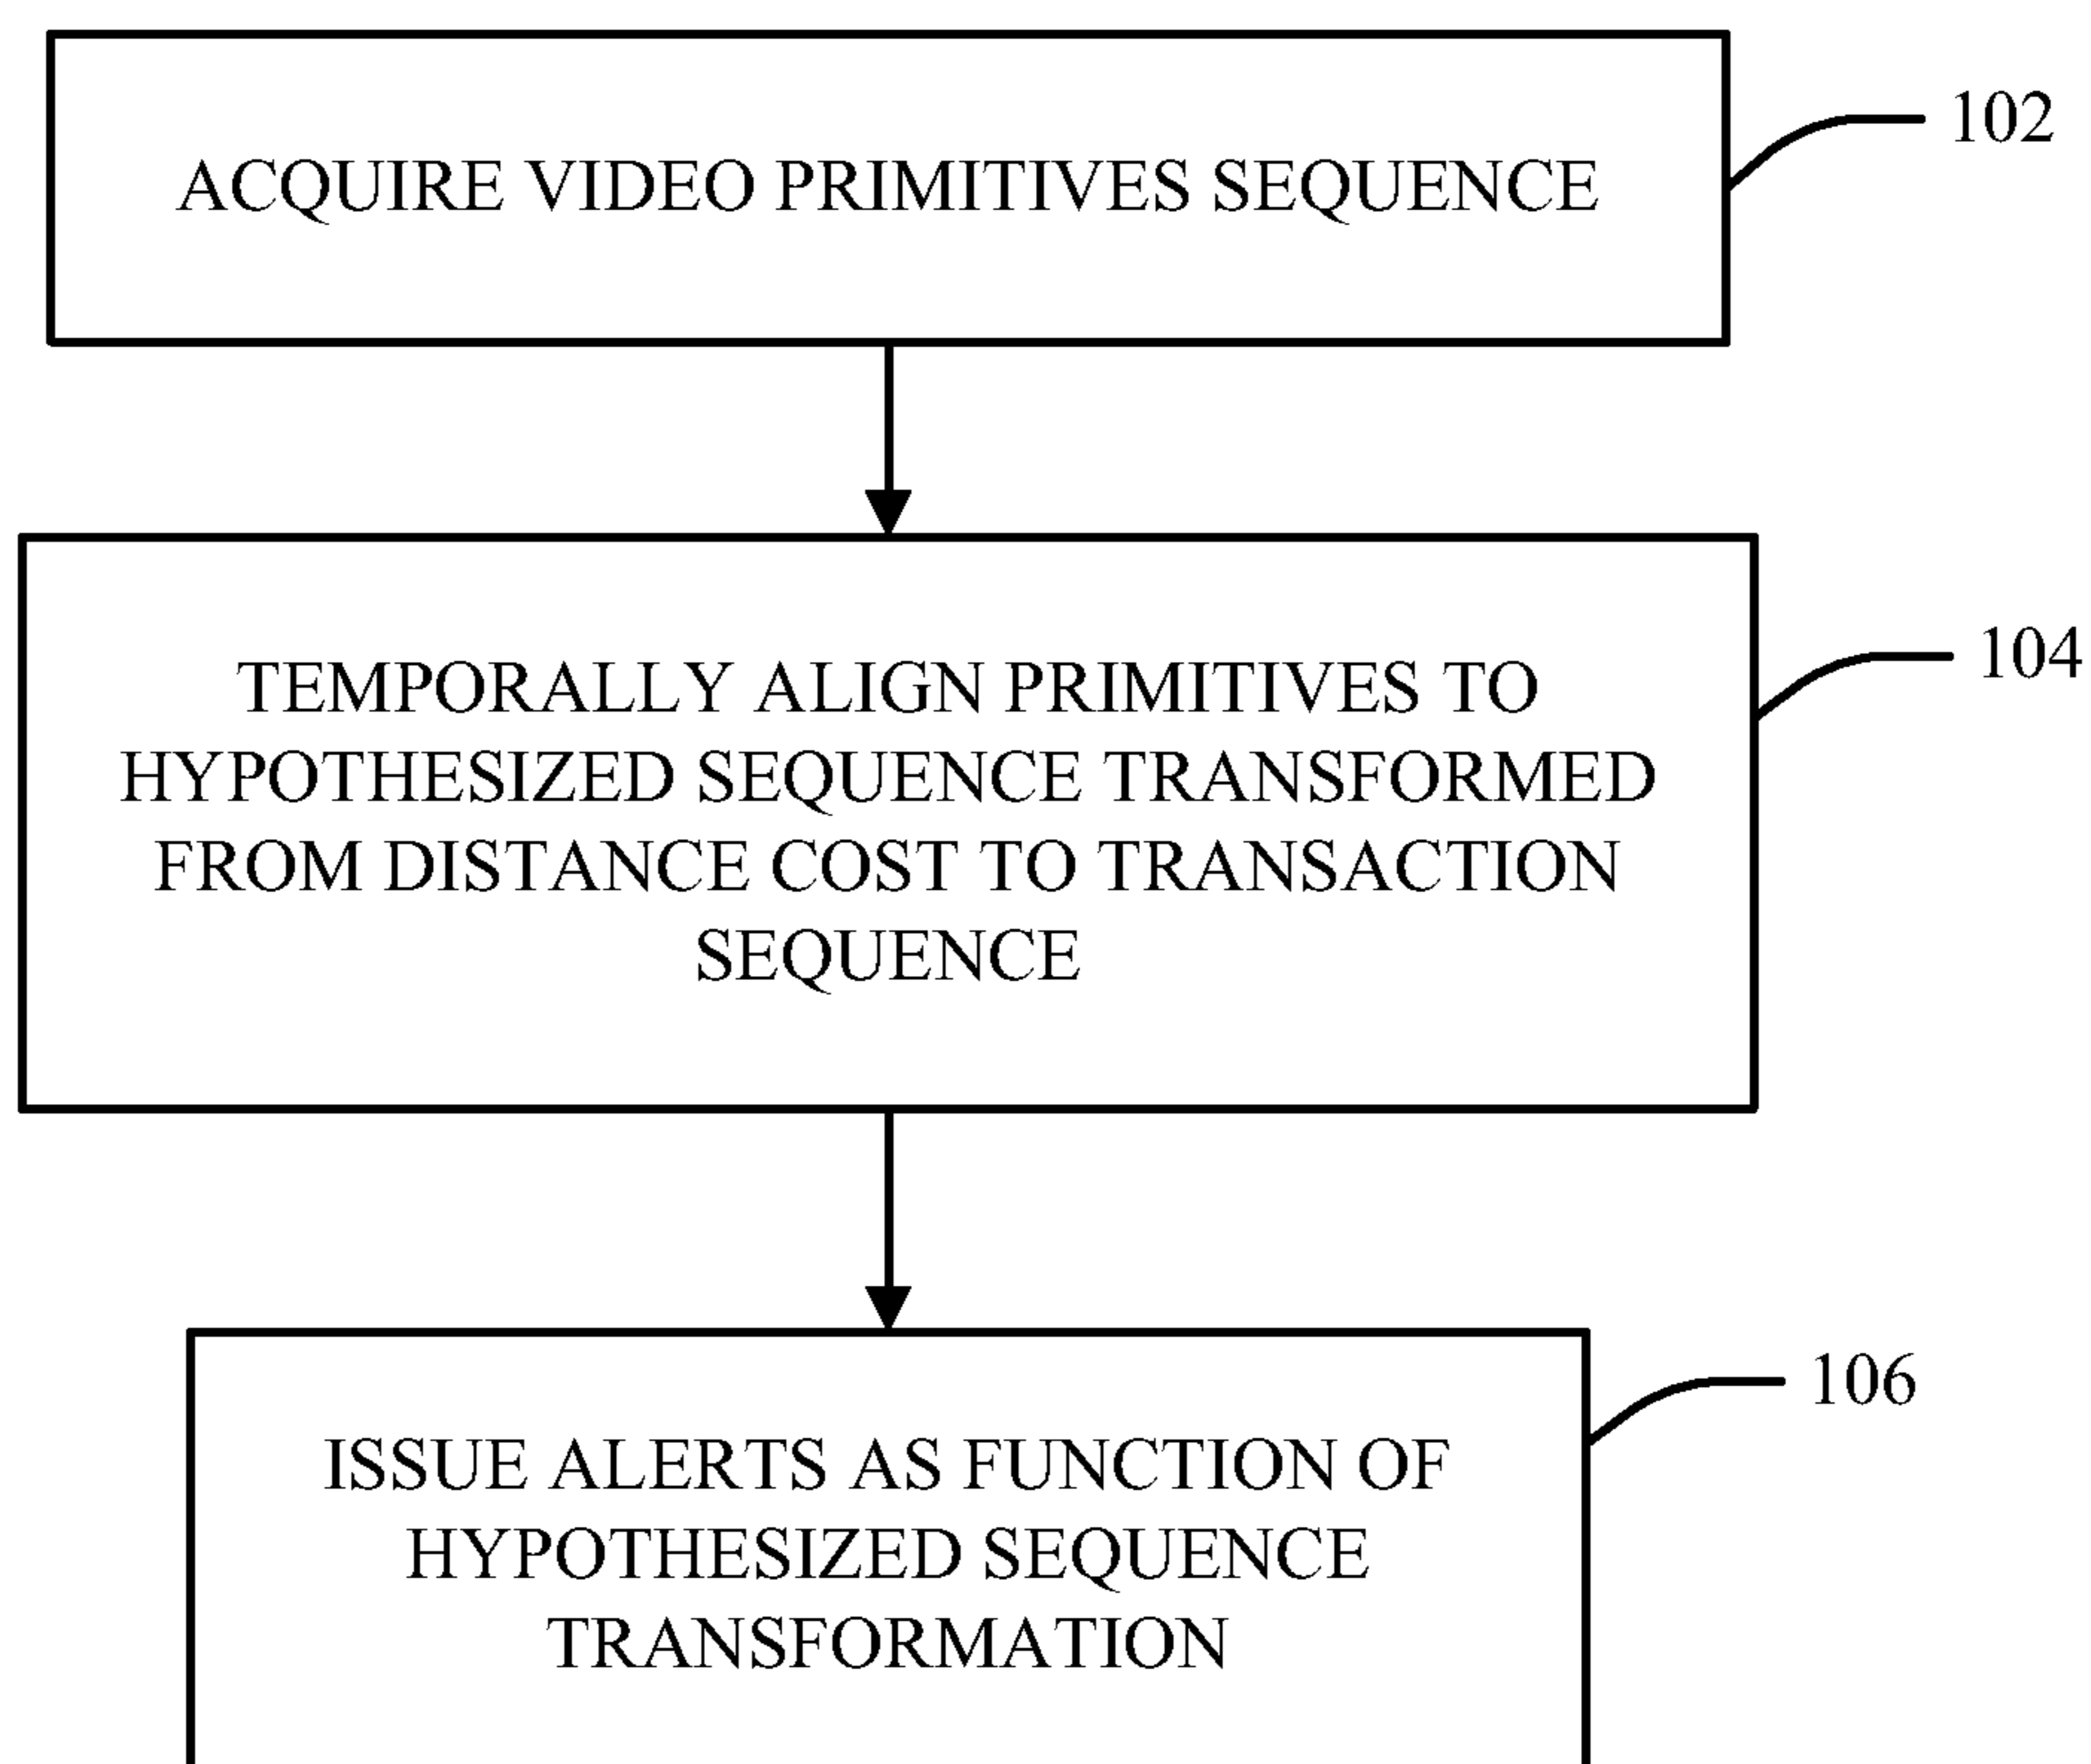 ACQUIRE VIDEO PRIMITIVES SEQUENCE
102
TEMPORALLY ALIGN PRIMITIVES TO
HYPOTHESIZED SEQUENCE TRANSFORMED
FROM DISTANCE COST TO TRANSACTION
SEQUENCE
104
ISSUE ALERTS AS FUNCTION OF
HYPOTHESIZED SEQUENCE
TRANSFORMATION
106